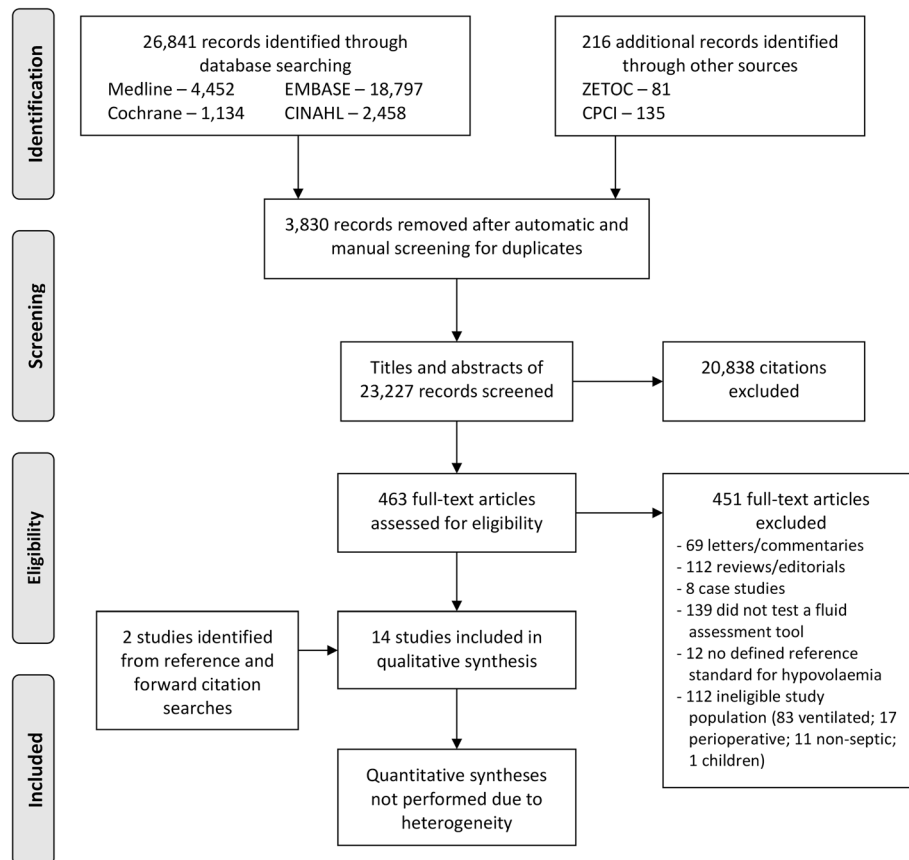 Identification
26,841 records identified through
database searching
Medline – 4,452 EMBASE – 18,797
Cochrane – 1,134 CINAHL – 2,458
216 additional records identified
through other sources
ZETOC – 81
CPCI – 135
3,830 records removed after automatic and
manual screening for duplicates
Screening
Titles and abstracts of
23,227 records screened
20,838 citations
excluded
Eligibility
463 full-text articles
assessed for eligibility
451 full-text articles
excluded
- 69 letters/commentaries
- 112 reviews/editorials
- 8 case studies
- 139 did not test a fluid
assessment tool
- 12 no defined reference
standard for hypovolaemia
- 112 ineligible study
population (83 ventilated; 17
perioperative; 11 non-septic;
1 children)
2 studies identified
from reference and
forward citation
searches
14 studies included in
qualitative synthesis
Included
Quantitative syntheses
not performed due to
heterogeneity